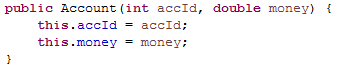 public Account(int accId, double money) {
    this.accId = accId;
    this.money = money;
}